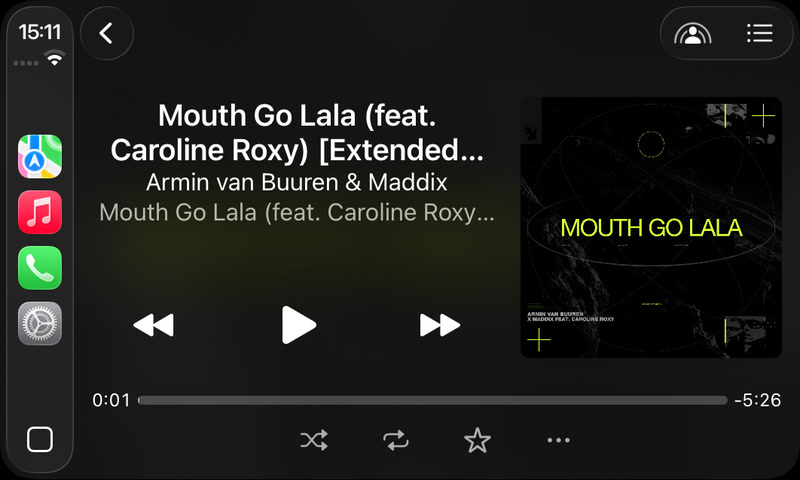 15:11
Mouth Go Lala (feat.
Caroline Roxy) [Extended...
Armin van Buuren & Maddix
Mouth Go Lala (feat. Caroline Roxy...
MOUTH GO LALA
ARMIN VAN BUUREN
X MADDIX FEAT. CAROLINE ROXY
0:01
-5:26